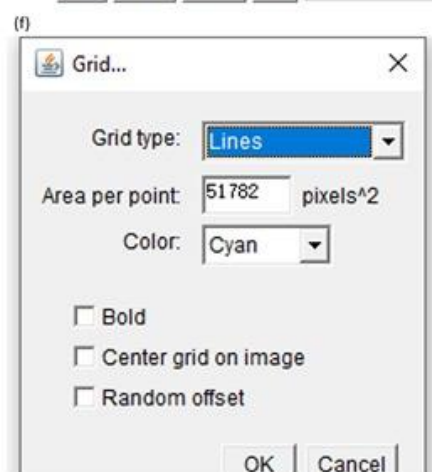 (f)
Grid...
Grid type: Lines
Area per point: 51782 pixels^2
Color: Cyan
Bold
Center grid on image
Random offset
OK Cancel